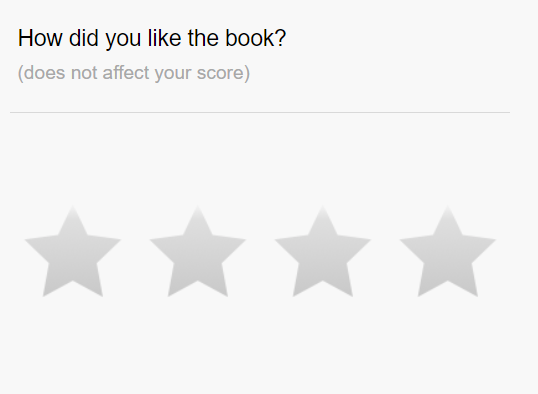 How did you like the book?
(does not affect your score)